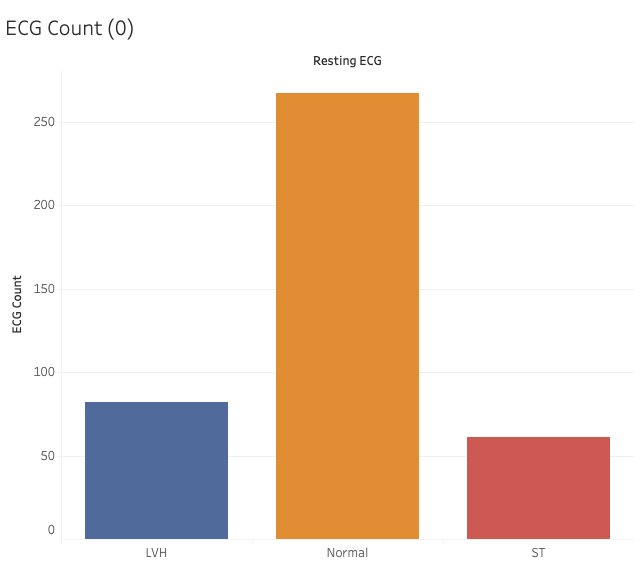 ECG Count (0)
Resting ECG
250
200
150
100
50
0
ECG Count
LVH Normal ST